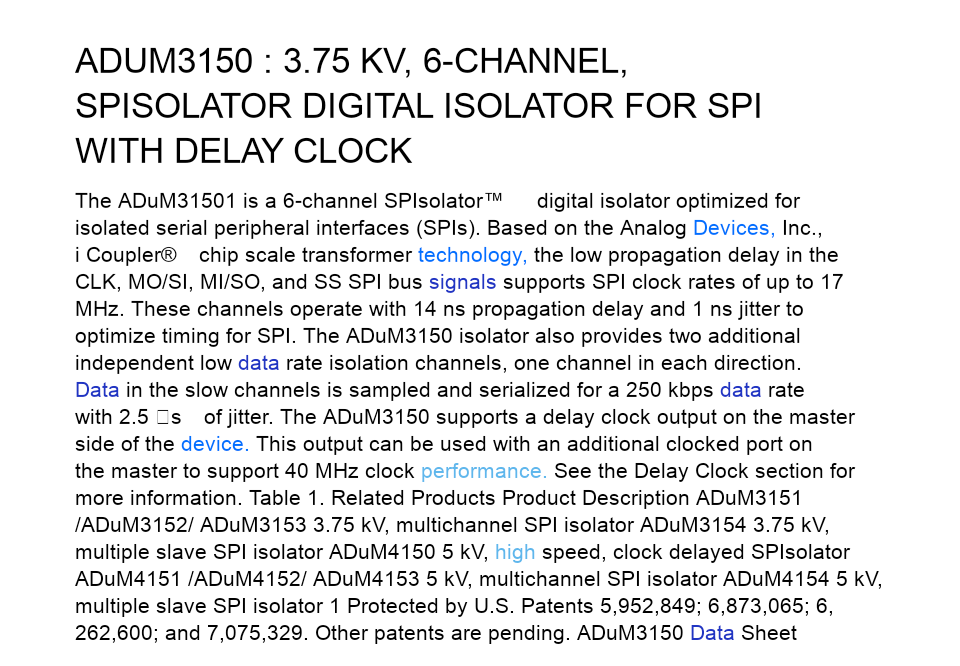 ADUM3150 : 3.75 KV, 6-CHANNEL,
SPISOLATOR DIGITAL ISOLATOR FOR SPI
WITH DELAY CLOCK
The ADuM31501 is a 6-channel SPIsolator™ digital isolator optimized for
isolated serial peripheral interfaces (SPIs). Based on the Analog Devices, Inc.,
i Coupler® chip scale transformer technology, the low propagation delay in the
CLK, MO/SI, MI/SO, and SS SPI bus signals supports SPI clock rates of up to 17
MHz. These channels operate with 14 ns propagation delay and 1 ns jitter to
optimize timing for SPI. The ADuM3150 isolator also provides two additional
independent low data rate isolation channels, one channel in each direction.
Data in the slow channels is sampled and serialized for a 250 kbps data rate
with 2.5 □s of jitter. The ADuM3150 supports a delay clock output on the master
side of the device. This output can be used with an additional clocked port on
the master to support 40 MHz clock performance. See the Delay Clock section for
more information. Table 1. Related Products Product Description ADuM3151
/ADuM3152/ ADuM3153 3.75 kV, multichannel SPI isolator ADuM3154 3.75 kV,
multiple slave SPI isolator ADuM4150 5 kV, high speed, clock delayed SPIsolator
ADuM4151 /ADuM4152/ ADuM4153 5 kV, multichannel SPI isolator ADuM4154 5 kV,
multiple slave SPI isolator 1 Protected by U.S. Patents 5,952,849; 6,873,065; 6,
262,600; and 7,075,329. Other patents are pending. ADuM3150 Data Sheet